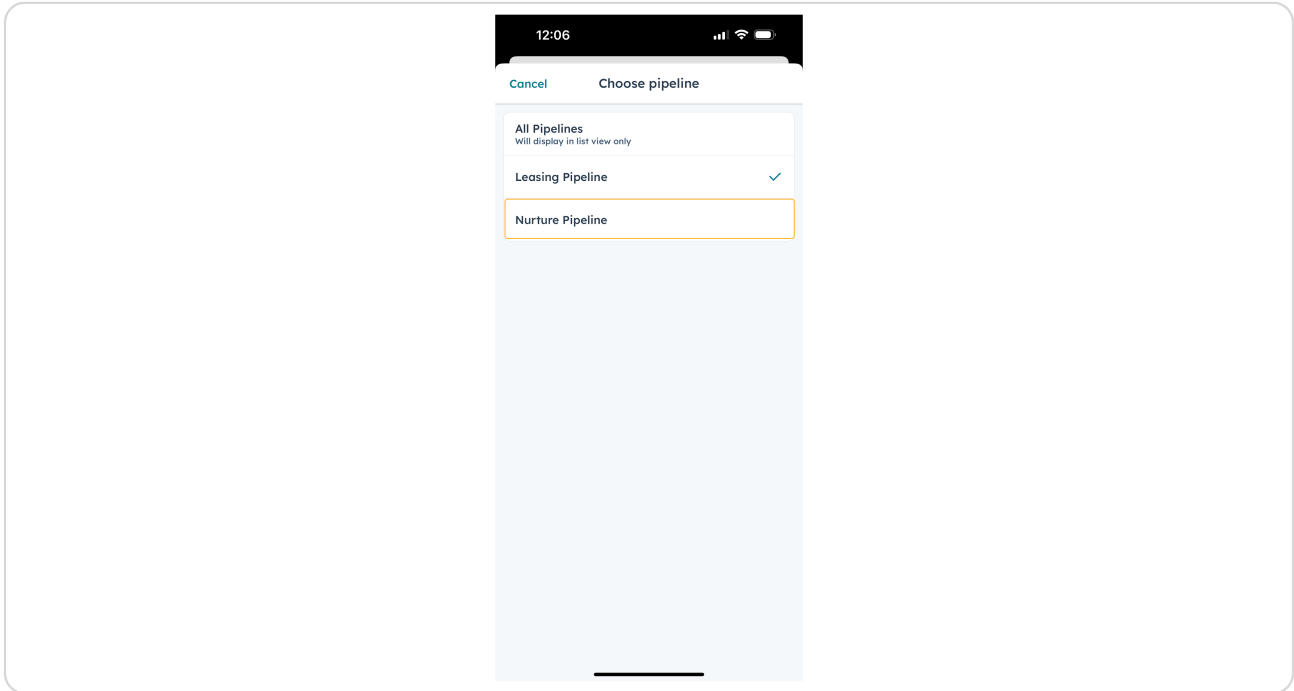 12:06
Cancel Choose pipeline
All Pipelines
Will display in list view only
Leasing Pipeline
Nurture Pipeline